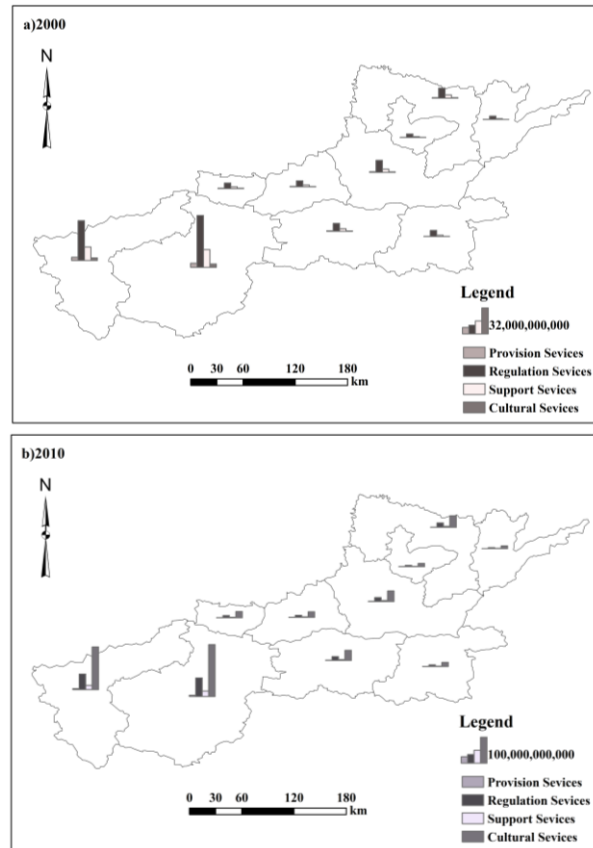 a)2000
N
Legend
32,000,000,000
Provision Sevices
Regulation Sevices
Support Sevices
Cultural Sevices
0 30 60 120 180
km
b)2010
N
Legend
100,000,000,000
Provision Sevices
Regulation Sevices
Support Sevices
Cultural Sevices
0 30 60 120 180
km